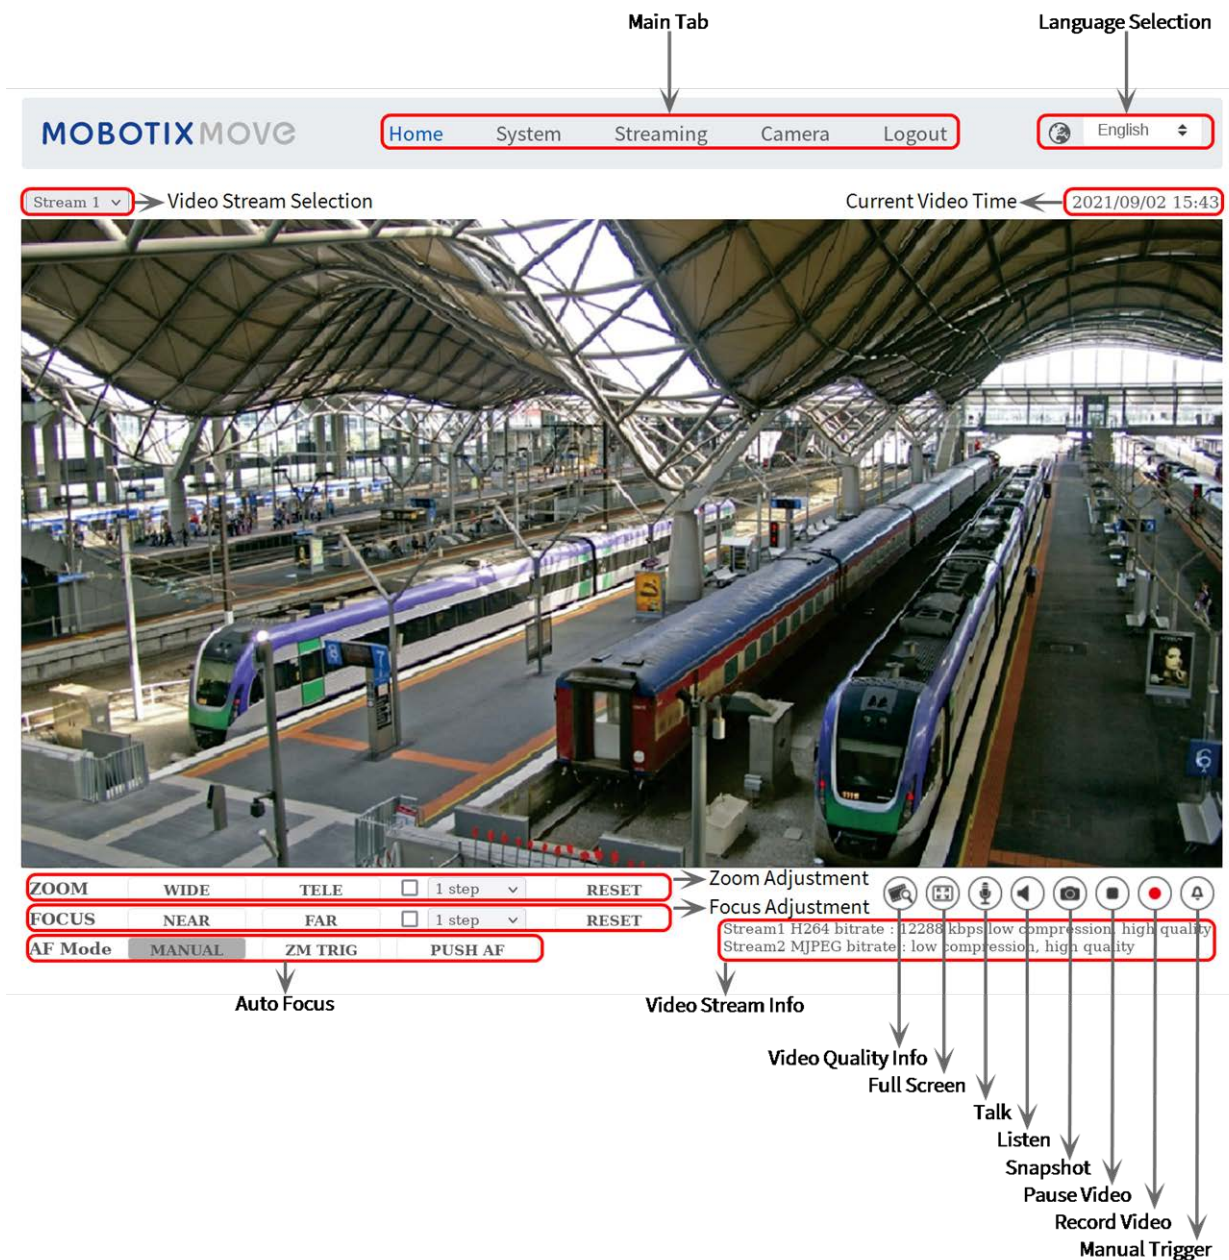 Main Tab
Language Selection
MOBOTIX MOVE
Home System Streaming Camera Logout
English
Stream 1
Video Stream Selection
Current Video Time
2021/09/02 15:43
8
7
6
1116
ZOOM WIDE TELE 1 step RESET
Zoom Adjustment
FOCUS NEAR FAR 1 step RESET
Focus Adjustment
AF Mode MANUAL ZM TRIG PUSH AF
Stream1 H264 bitrate : 12288 kbps low compression, high quality
Stream2 MJPEG bitrate : low compression, high quality
Auto Focus
Video Stream Info
Video Quality Info
Full Screen
Talk
Listen
Snapshot
Pause Video
Record Video
Manual Trigger